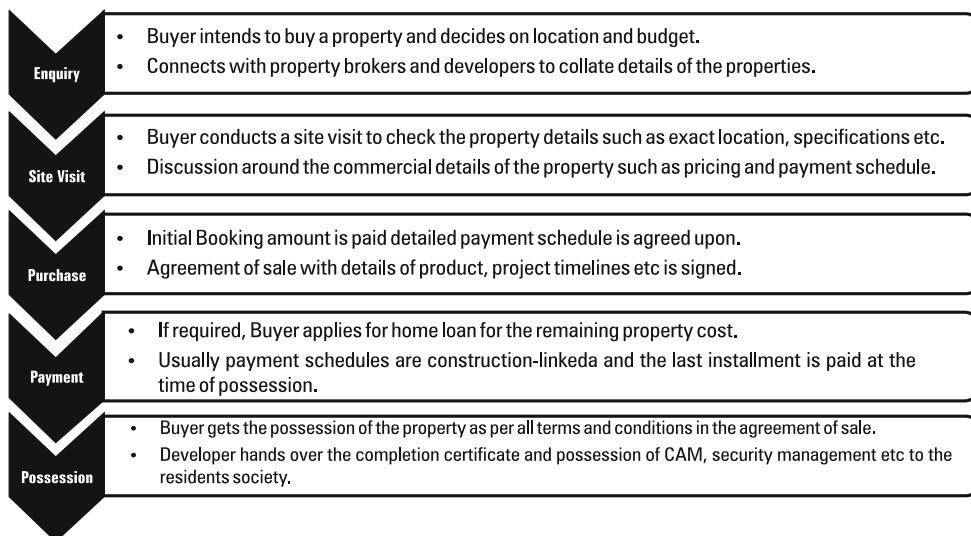 Enquiry
• Buyer intends to buy a property and decides on location and budget.
• Connects with property brokers and developers to collate details of the properties.
Site Visit
• Buyer conducts a site visit to check the property details such as exact location, specifications etc.
• Discussion around the commercial details of the property such as pricing and payment schedule.
Purchase
• Initial Booking amount is paid detailed payment schedule is agreed upon.
• Agreement of sale with details of product, project timelines etc is signed.
Payment
• If required, Buyer applies for home loan for the remaining property cost.
• Usually payment schedules are construction-linkeda and the last installment is paid at the
time of possession.
Possession
• Buyer gets the possession of the property as per all terms and conditions in the agreement of sale.
• Developer hands over the completion certificate and possession of CAM, security management etc to the
residents society.